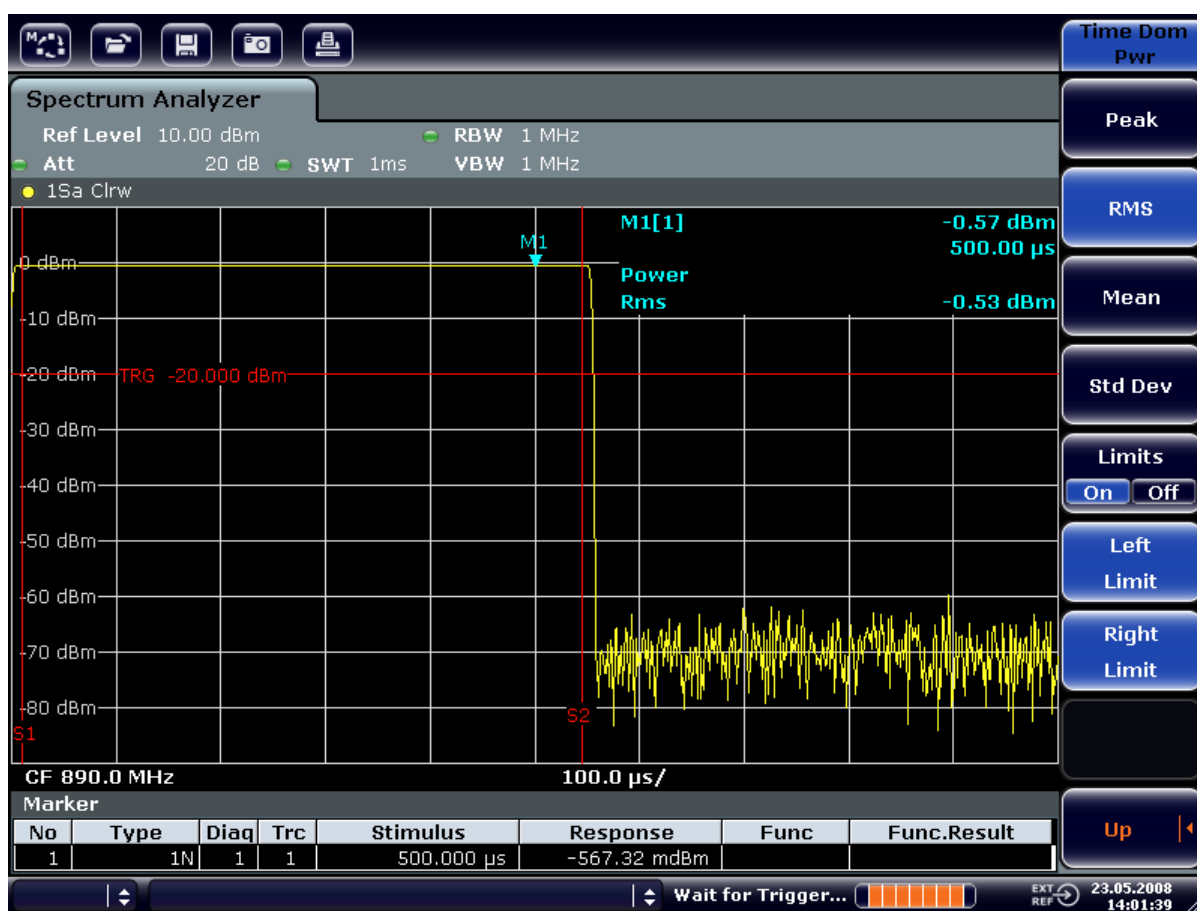 Time Dom
Pwr
Spectrum Analyzer
Ref Level 10.00 dBm RBW 1 MHz
Att 20 dB SWT 1ms VBW 1 MHz
1Sa Clrw
M1[1] -0.57 dBm
500.00 µs
Power
Rms -0.53 dBm
M1
0 dBm
-10 dBm
-20 dBm TRG -20.000 dBm
-30 dBm
-40 dBm
-50 dBm
-60 dBm
-70 dBm
-80 dBm
S1
S2
CF 890.0 MHz 100.0 µs/
Marker
No Type Diaq Trc Stimulus Response Func Func.Result
1 1N 1 1 500.000 µs -567.32 mdBm
Wait for Trigger... EXT REF 23.05.2008
14:01:39
Peak
RMS
Mean
Std Dev
Limits
On Off
Left
Limit
Right
Limit
Up
M